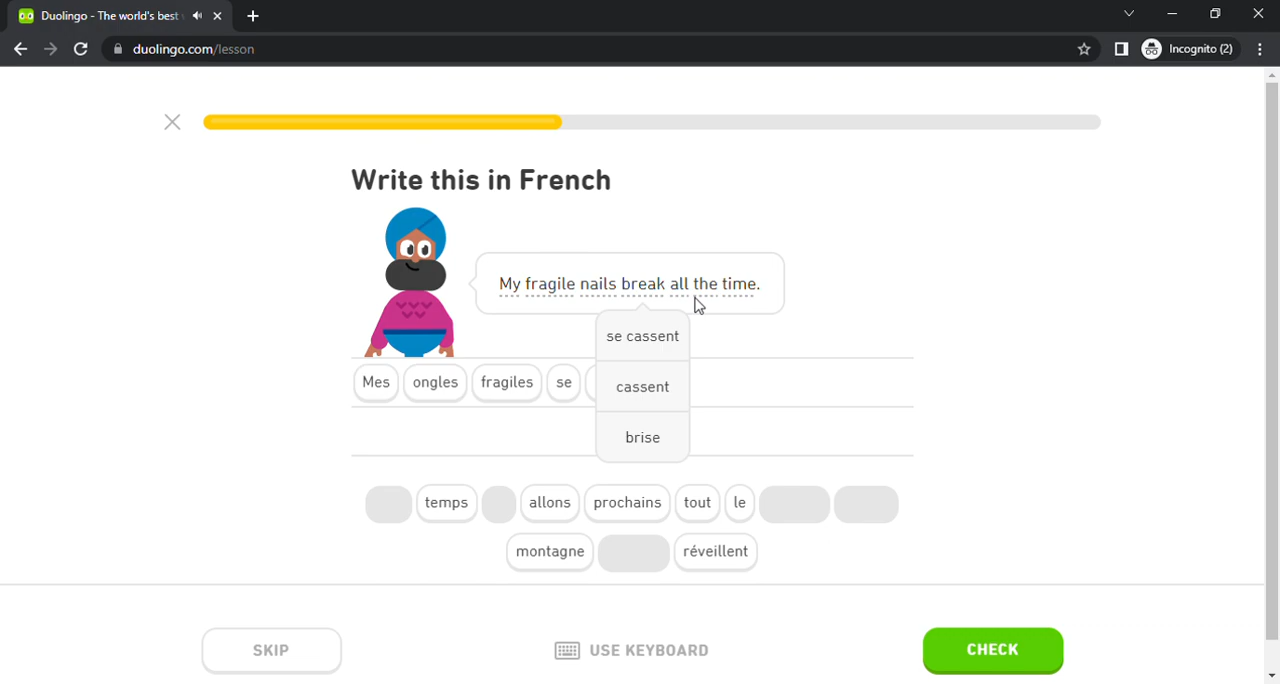 Duolingo - The world's best
duolingo.com/lesson
Incognito (2)
Write this in French
My fragile nails break all the time.
se cassent
cassent
brise
Mes ongles fragiles se
temps allons prochains tout le
montagne réveillent
SKIP
USE KEYBOARD
CHECK